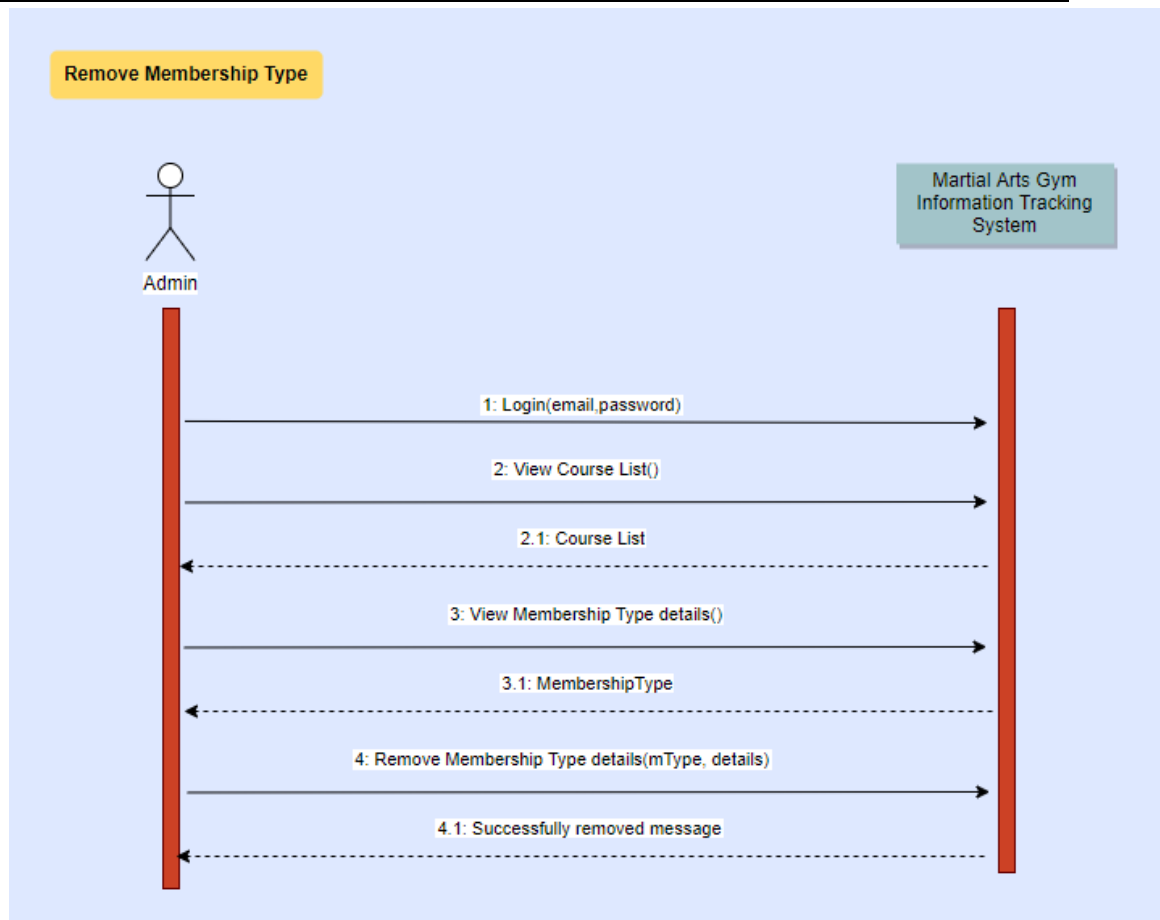 Remove Membership Type
Martial Arts Gym
Information Tracking
System
Admin
1: Login(email,password)
2: View Course List()
2.1: Course List
3: View Membership Type details()
3.1: MembershipType
4: Remove Membership Type details(mType, details)
4.1: Successfully removed message